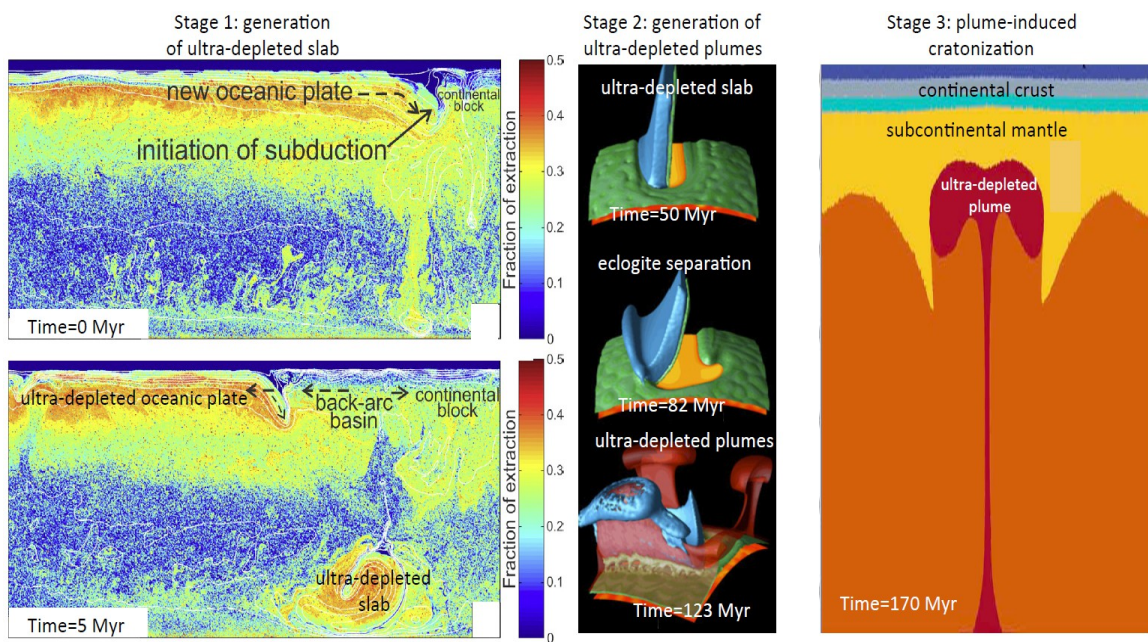 Stage 1: generation
of ultra-depleted slab
new oceanic plate
continental
block
initiation of subduction
Time=0 Myr
0.5
0.4
0.3
0.2
0.1
0
Fraction of extraction
ultra-depleted oceanic plate
back-arc
basin
continental
block
ultra-depleted
slab
Time=5 Myr
0.5
0.4
0.3
0.2
0.1
0
Fraction of extraction
Stage 2: generation of
ultra-depleted plumes
ultra-depleted slab
Time=50 Myr
eclogite separation
Time=82 Myr
ultra-depleted plumes
Time=123 Myr
Stage 3: plume-induced
cratonization
continental crust
subcontinental mantle
ultra-depleted
plume
Time=170 Myr